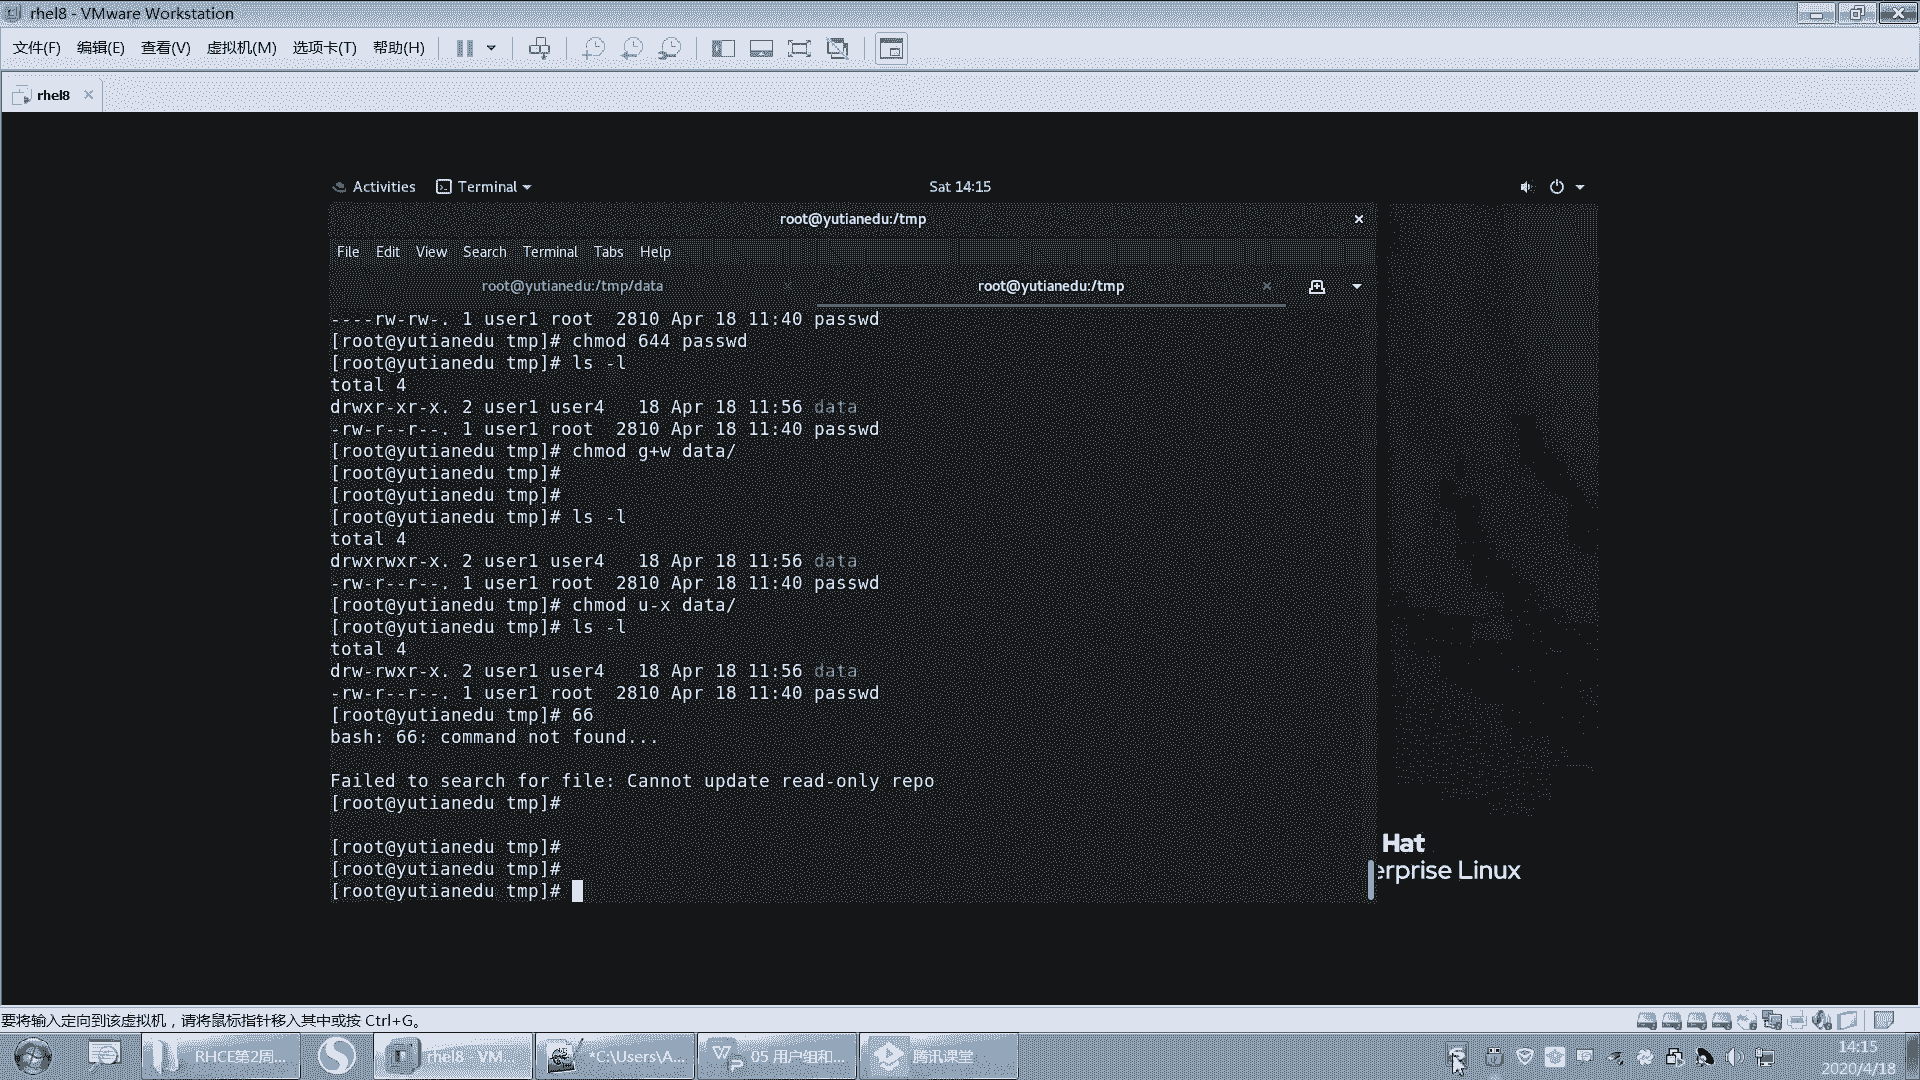 rhel8 - VMware Workstation
文件(F) 编辑(E) 查看(V) 虚拟机(M) 选项卡(T) 帮助(H)
rhel8
Activities Terminal Sat 14:15
root@yutianedu:/tmp
File Edit View Search Terminal Tabs Help
root@yutianedu:/tmp/data root@yutianedu:/tmp
----rw-rw-. 1 user1 root  2810 Apr 18 11:40 passwd
[root@yutianedu tmp]# chmod 644 passwd
[root@yutianedu tmp]# ls -l
total 4
drwxr-xr-x. 2 user1 user4   18 Apr 18 11:56 data
-rw-r--r--. 1 user1 root  2810 Apr 18 11:40 passwd
[root@yutianedu tmp]# chmod g+w data/
[root@yutianedu tmp]#
[root@yutianedu tmp]#
[root@yutianedu tmp]# ls -l
total 4
drwxrwxr-x. 2 user1 user4   18 Apr 18 11:56 data
-rw-r--r--. 1 user1 root  2810 Apr 18 11:40 passwd
[root@yutianedu tmp]# chmod u-x data/
[root@yutianedu tmp]# ls -l
total 4
drw-rwxr-x. 2 user1 user4   18 Apr 18 11:56 data
-rw-r--r--. 1 user1 root  2810 Apr 18 11:40 passwd
[root@yutianedu tmp]# 66
bash: 66: command not found...
Failed to search for file: Cannot update read-only repo
[root@yutianedu tmp]#
[root@yutianedu tmp]#
[root@yutianedu tmp]#
[root@yutianedu tmp]#
Hat
erprise Linux
要将输入定向到该虚拟机，请将鼠标指针移入其中或按 Ctrl+G。
RHCE第2周... rhel8 - VM... *C:\Users\A... 05 用户组和... 腾讯课堂 14:15
2020/4/18